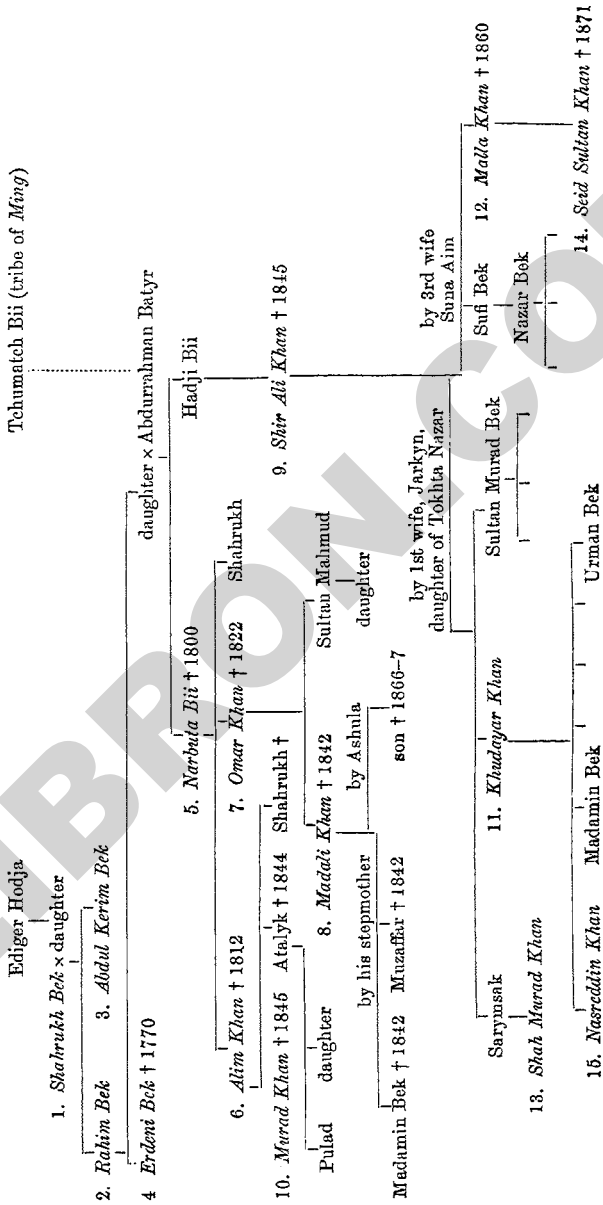 Tchumatch Bii (tribe of Ming)
Ediger Hodja
1. Shahrukh Bek × daughter
2. Rahim Bek 3. Abdul Kerim Bek
4 Erdeni Bek † 1770 daughter × Abdurrahman Batyr
5. Narbuta Bii † 1800 Hadji Bii
6. Alim Khan † 1812 7. Omar Khan † 1822 Shahrukh
9. Shir Ali Khan † 1845
10. Murad Khan † 1845 Atalyk † 1844 Shahrukh †
Pulad daughter 8. Madali Khan † 1842 Sultan Mahmud
daughter
by his stepmother by Ashula
Madamin Bek † 1842 Muzaffar † 1842 son † 1866-7
by 1st wife, Jarkyn,
daughter of Tokhta Nazar
by 3rd wife
Suna Aim
Sarymsak 11. Khudayar Khan Sultan Murad Bek Sufi Bek 12. Malla Khan † 1860
13. Shah Murad Khan Nazar Bek
14. Seid Sultan Khan † 1871
15. Nasreddin Khan Madamin Bek Urman Bek